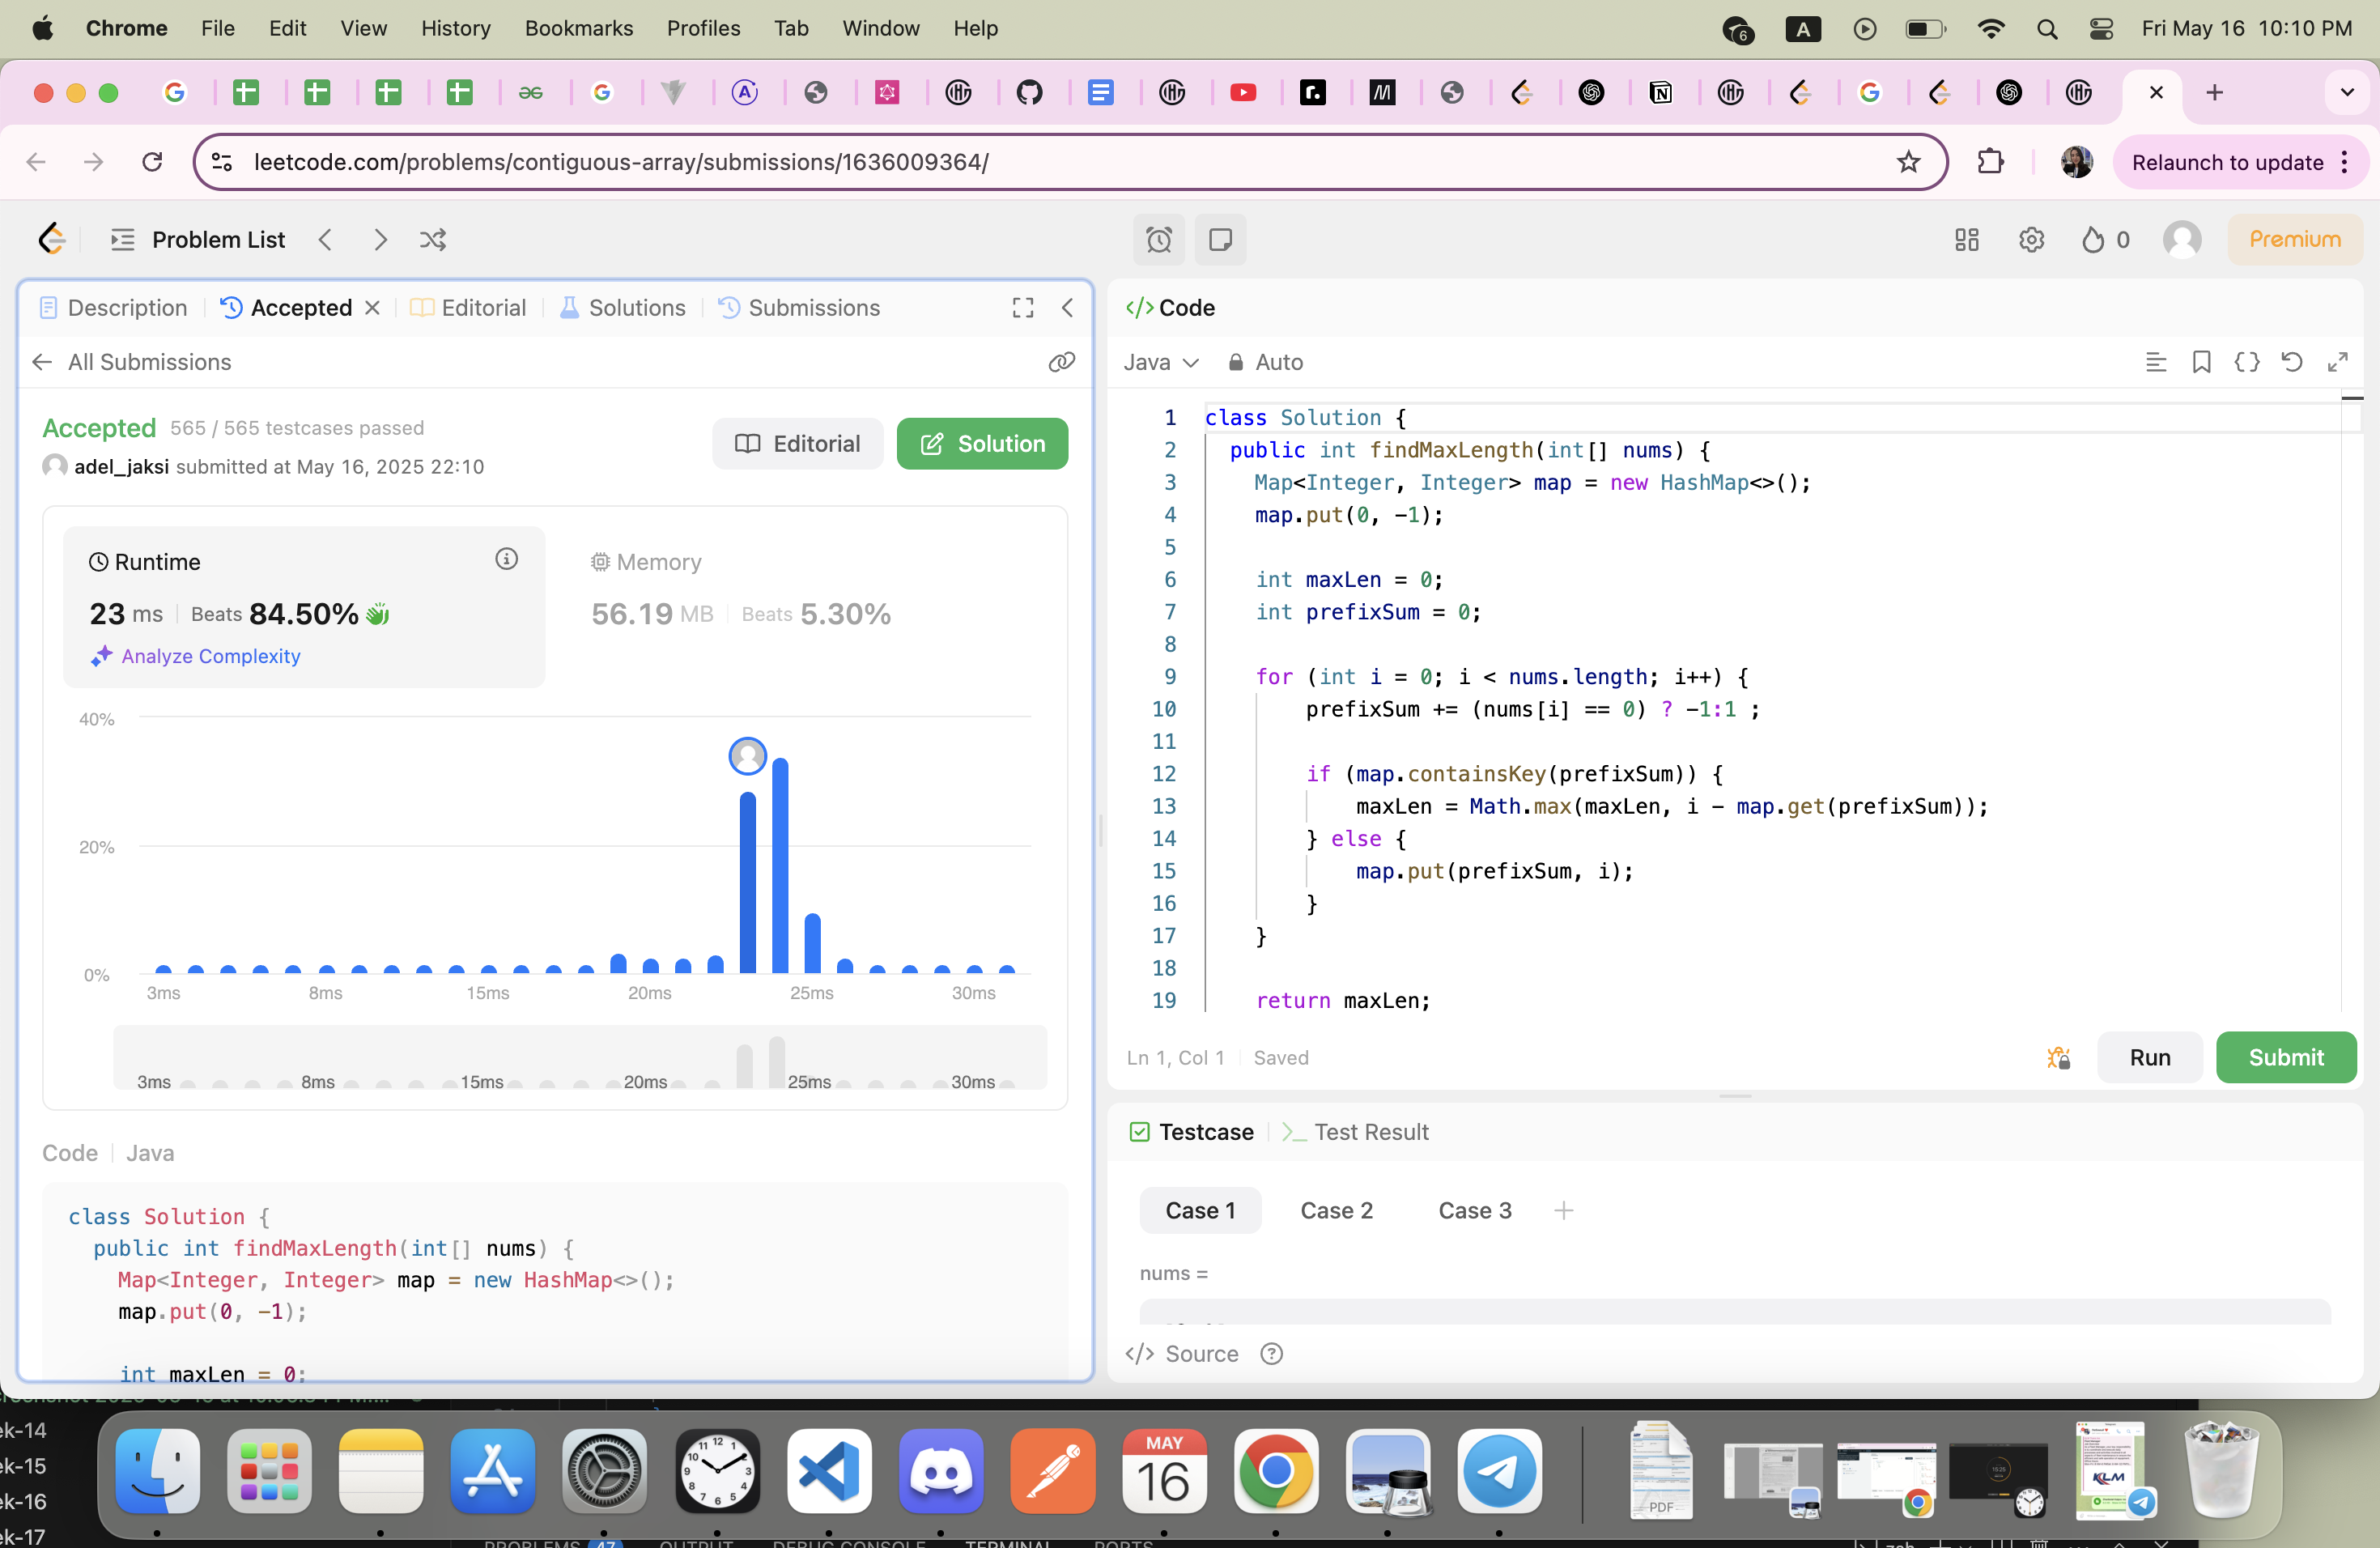 Chrome File Edit View History Bookmarks Profiles Tab Window Help 6 A Fri May 16 10:10 PM
leetcode.com/problems/contiguous-array/submissions/1636009364/ Relaunch to update
Problem List 0 Premium
Description Accepted Editorial Solutions Submissions
All Submissions
Accepted 565 / 565 testcases passed
adel_jaksi submitted at May 16, 2025 22:10
Editorial Solution
Runtime
23 ms Beats 84.50%
Analyze Complexity
Memory
56.19 MB Beats 5.30%
40%
20%
0%
3ms 8ms 15ms 20ms 25ms 30ms
3ms 8ms 15ms 20ms 25ms 30ms
Code Java
class Solution {
public int findMaxLength(int[] nums) {
Map<Integer, Integer> map = new HashMap<>();
map.put(0, -1);
int maxLen = 0;
</> Code
Java Auto
1 class Solution {
2 public int findMaxLength(int[] nums) {
3 Map<Integer, Integer> map = new HashMap<>();
4 map.put(0, -1);
5
6 int maxLen = 0;
7 int prefixSum = 0;
8
9 for (int i = 0; i < nums.length; i++) {
10 prefixSum += (nums[i] == 0) ? -1:1 ;
11
12 if (map.containsKey(prefixSum)) {
13 maxLen = Math.max(maxLen, i - map.get(prefixSum));
14 } else {
15 map.put(prefixSum, i);
16 }
17 }
18
19 return maxLen;
Ln 1, Col 1 Saved
Run Submit
Testcase Test Result
Case 1 Case 2 Case 3
nums =
</> Source
ek-14
ek-15
ek-16
ek-17
MAY
16
PDF
KLM
PROBLEMS 47 OUTPUT DEBUG CONSOLE TERMINAL PORTS
zsh